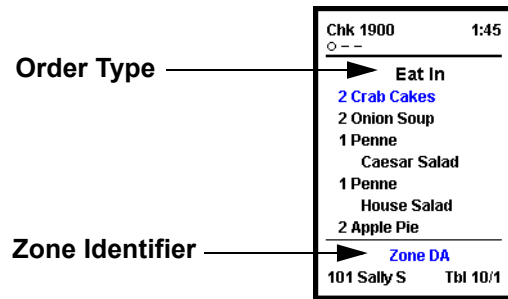 Chk 1900 1:45
○ – –
Order Type
Eat In
2 Crab Cakes
2 Onion Soup
1 Penne
Caesar Salad
1 Penne
House Salad
2 Apple Pie
Zone Identifier
Zone DA
101 Sally S Tbl 10/1